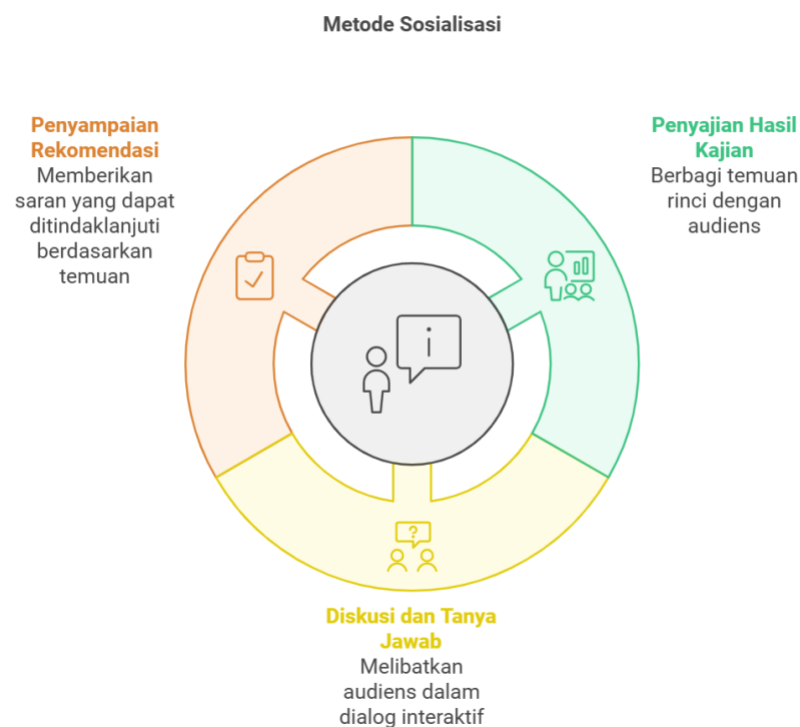 Metode Sosialisasi
Penyampaian
Rekomendasi
Memberikan
saran yang dapat
ditindaklanjuti
berdasarkan
temuan
Penyajian Hasil
Kajian
Berbagi temuan
rinci dengan
audiens
i
?
Diskusi dan Tanya
Jawab
Melibatkan
audiens dalam
dialog interaktif